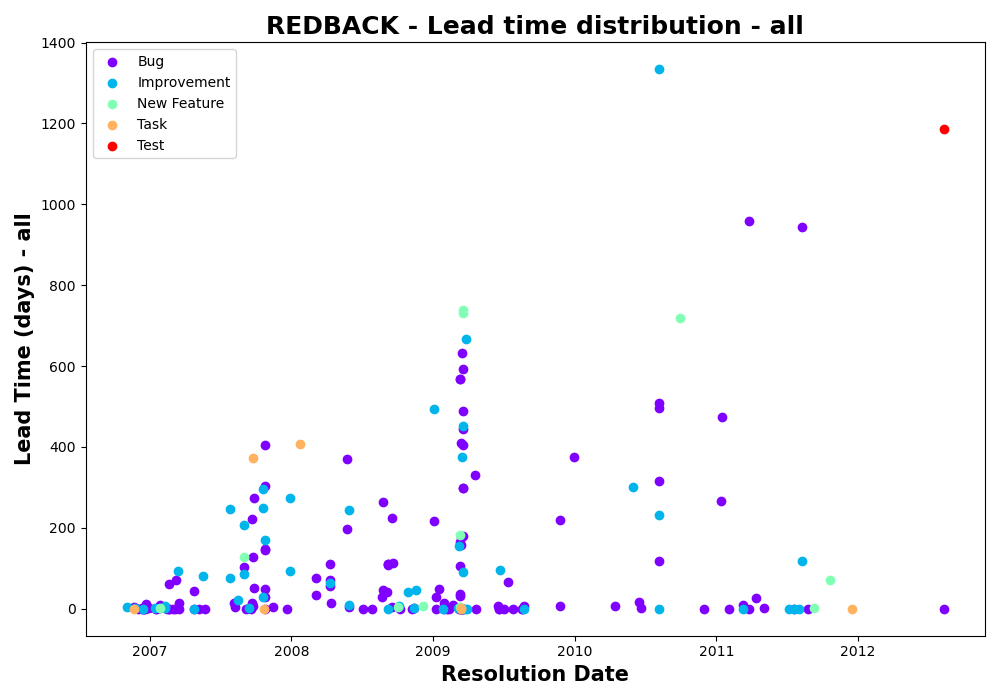 REDBACK - Lead time distribution - all
Lead Time (days) - all
1400
1200
1000
800
600
400
200
0
Bug
Improvement
New Feature
Task
Test
2007 2008 2009 2010 2011 2012
Resolution Date